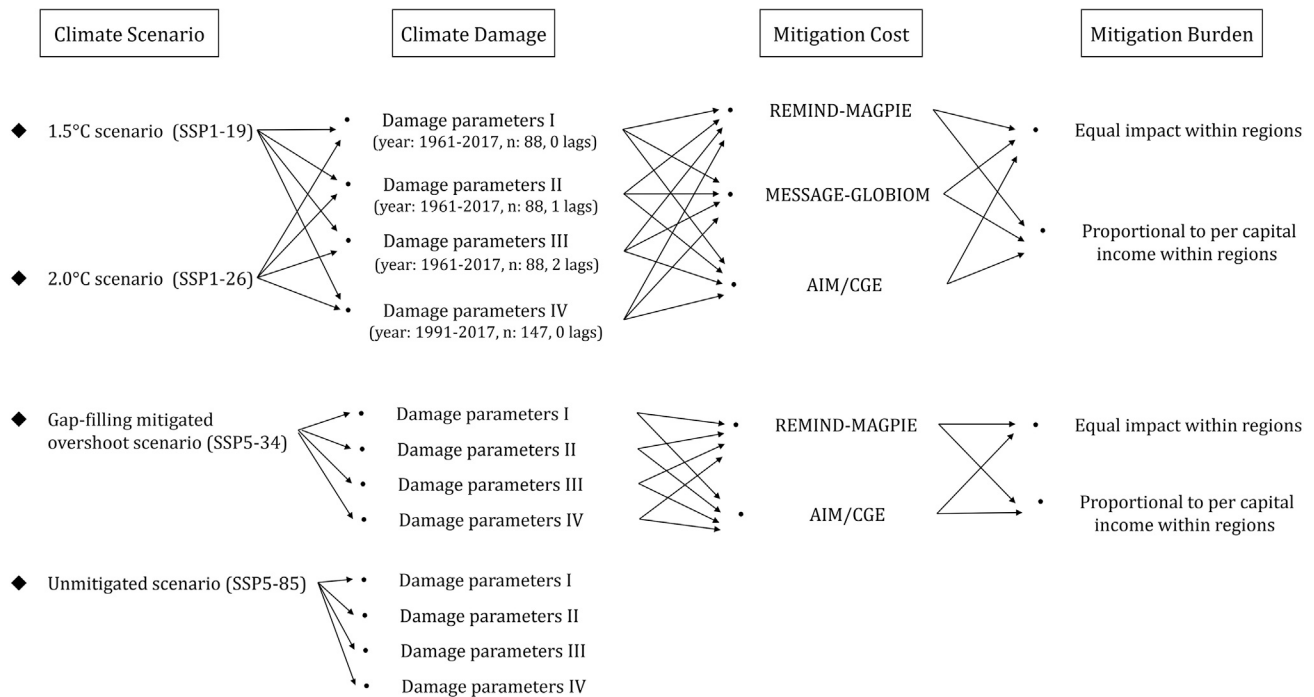 Climate Scenario
Climate Damage
Mitigation Cost
Mitigation Burden
1.5°C scenario (SSP1-19)
2.0°C scenario (SSP1-26)
Damage parameters I
(year: 1961-2017, n: 88, 0 lags)
Damage parameters II
(year: 1961-2017, n: 88, 1 lags)
Damage parameters III
(year: 1961-2017, n: 88, 2 lags)
Damage parameters IV
(year: 1991-2017, n: 147, 0 lags)
REMIND-MAGPIE
MESSAGE-GLOBIOM
AIM/CGE
Equal impact within regions
Proportional to per capital
income within regions
Gap-filling mitigated
overshoot scenario (SSP5-34)
Damage parameters I
Damage parameters II
Damage parameters III
Damage parameters IV
REMIND-MAGPIE
AIM/CGE
Equal impact within regions
Proportional to per capital
income within regions
Unmitigated scenario (SSP5-85)
Damage parameters I
Damage parameters II
Damage parameters III
Damage parameters IV